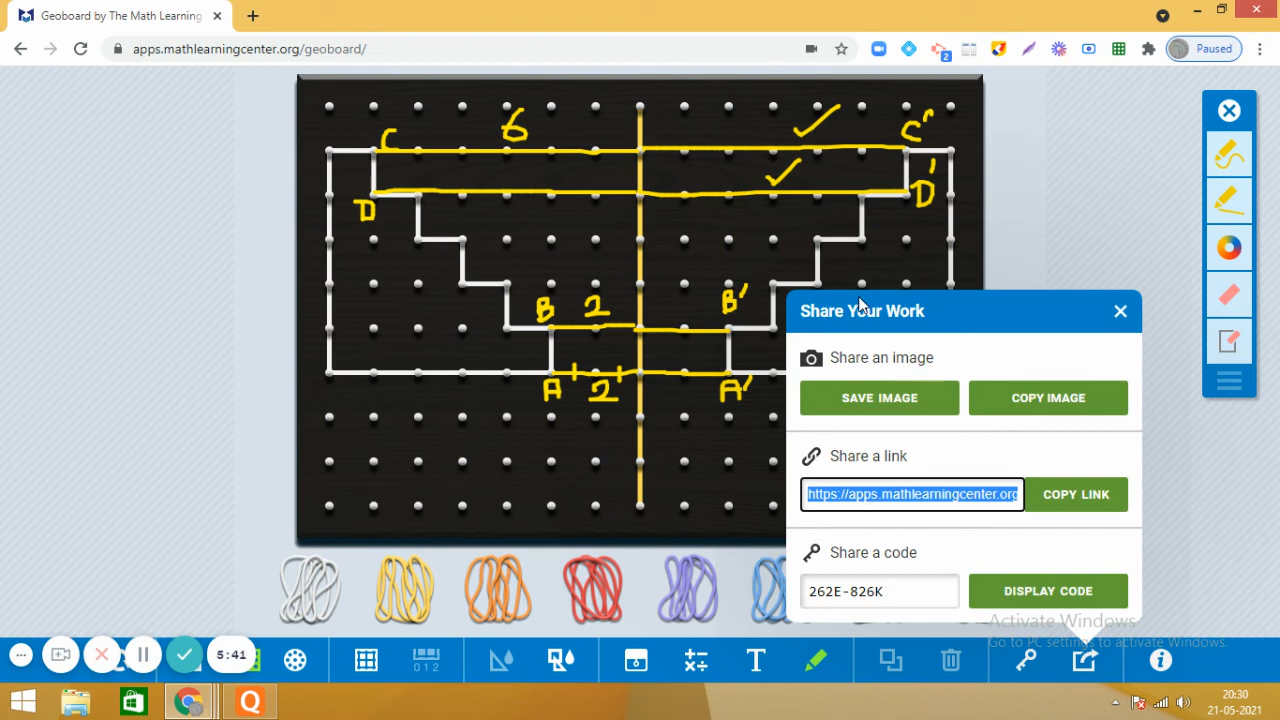 Geoboard by The Math Learning
apps.mathlearningcenter.org/geoboard/
2
Paused
C 6 ✓ C'
✓
D D'
B 2 B'
A 2 A'
Share Your Work
Share an image
SAVE IMAGE COPY IMAGE
Share a link
https://apps.mathlearningcenter.org COPY LINK
Share a code
262E-826K DISPLAY CODE
Activate Windows
Go to PC settings to activate Windows.
5:41
0 1 2
T
20:30
21-05-2021